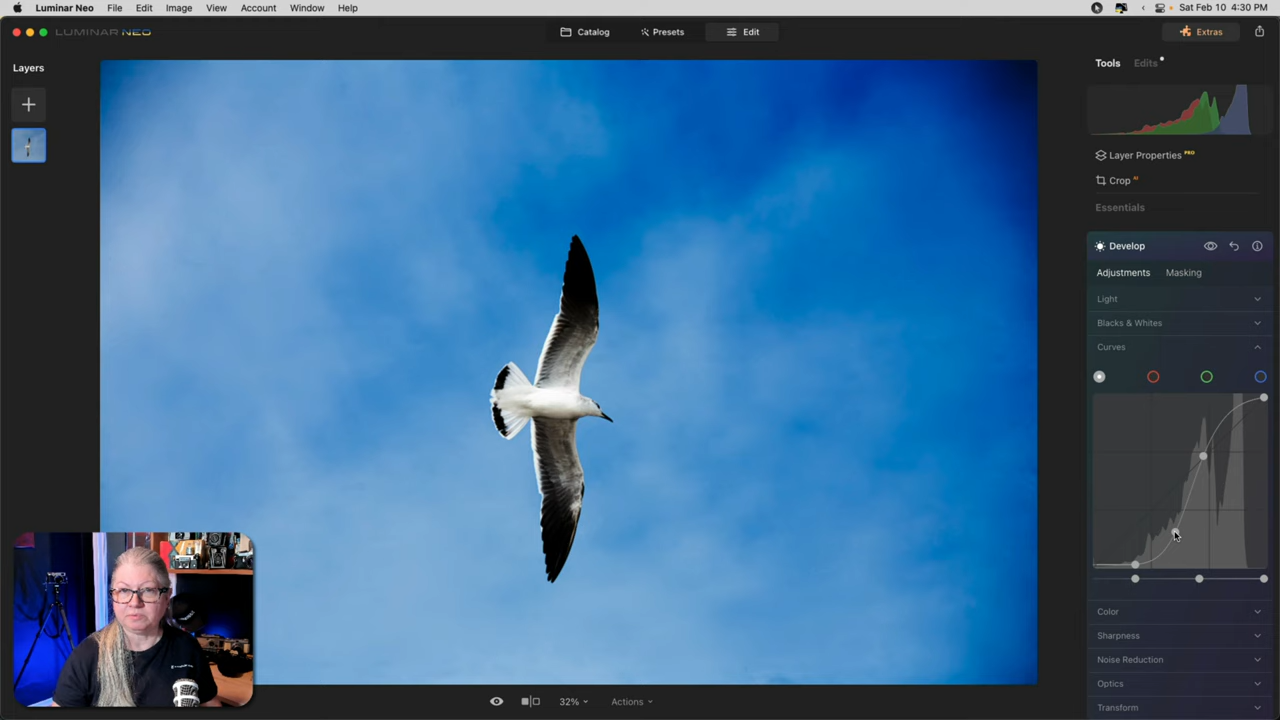 Luminar Neo File Edit Image View Account Window Help Sat Feb 10 4:30 PM
LUMINAR NEO Catalog Presets Edit Extras
Layers
Tools Edits
Layer Properties PRO
Crop AI
Essentials
Develop
Adjustments Masking
Light
Blacks & Whites
Curves
Color
Sharpness
Noise Reduction
Optics
Transform
32% Actions